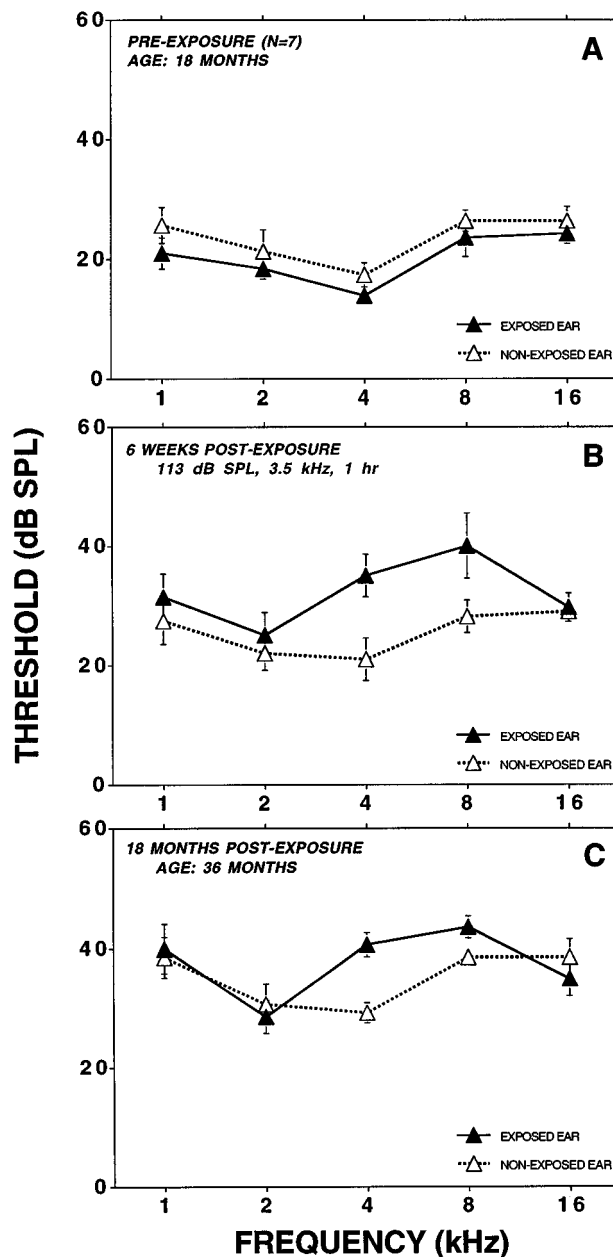 PRE-EXPOSURE (N=7)
AGE: 18 MONTHS
A
60
40
20
0
EXPOSED EAR
NON-EXPOSED EAR
1 2 4 8 16
6 WEEKS POST-EXPOSURE
113 dB SPL, 3.5 kHz, 1 hr
B
60
40
20
0
EXPOSED EAR
NON-EXPOSED EAR
1 2 4 8 16
THRESHOLD (dB SPL)
18 MONTHS POST-EXPOSURE
AGE: 36 MONTHS
C
60
40
20
0
EXPOSED EAR
NON-EXPOSED EAR
1 2 4 8 16
FREQUENCY (kHz)